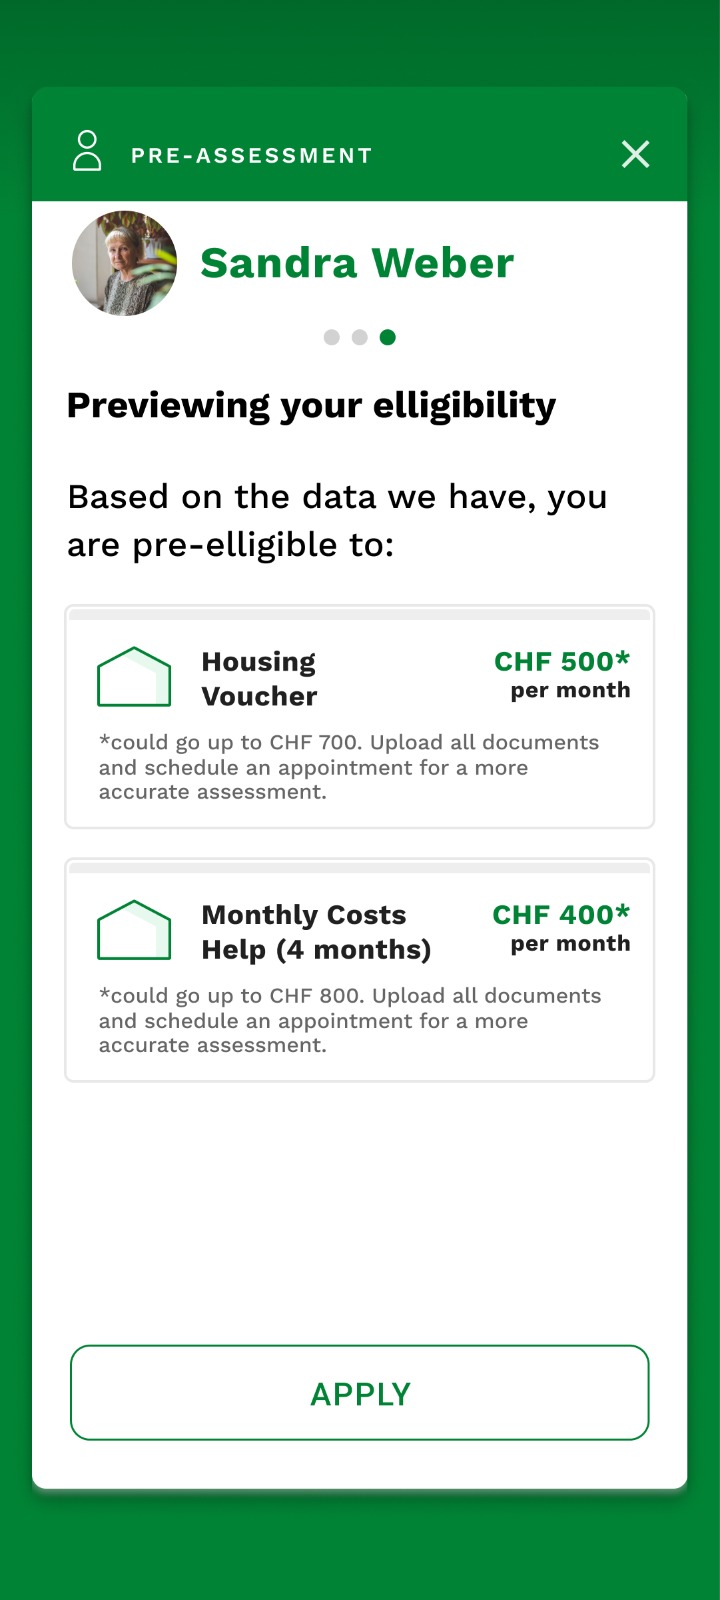 PRE-ASSESSMENT
Sandra Weber
Previewing your elligibility
Based on the data we have, you
are pre-elligible to:
Housing
Voucher
CHF 500*
per month
*could go up to CHF 700. Upload all documents
and schedule an appointment for a more
accurate assessment.
Monthly Costs
Help (4 months)
CHF 400*
per month
*could go up to CHF 800. Upload all documents
and schedule an appointment for a more
accurate assessment.
APPLY